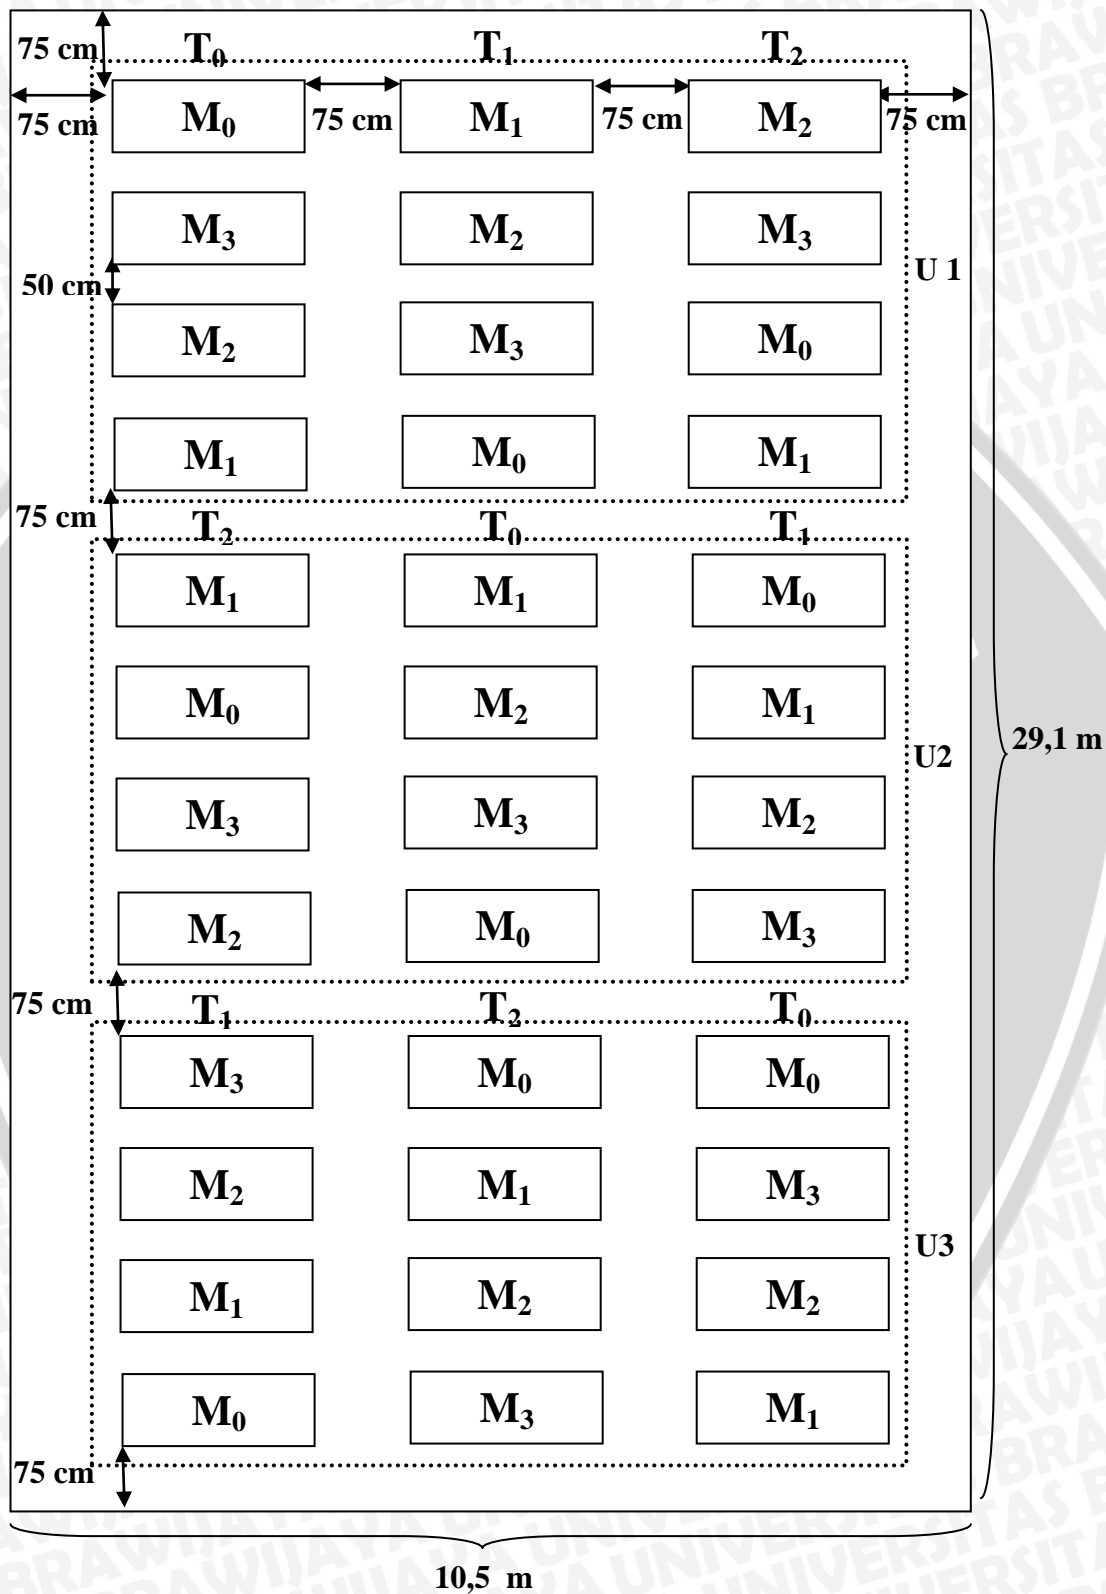 75 cm T₀ T₁ T₂
75 cm M₀ 75 cm M₁ 75 cm M₂ 75 cm
M₃ M₂ M₃
U 1
50 cm
M₂ M₃ M₀
M₁ M₀ M₁
75 cm T₂ T₀ T₁
M₁ M₁ M₀
M₀ M₂ M₁
29,1 m
U2
M₃ M₃ M₂
M₂ M₀ M₃
75 cm T₁ T₂ T₀
M₃ M₀ M₀
M₂ M₁ M₃
U3
M₁ M₂ M₂
M₀ M₃ M₁
75 cm
10,5 m